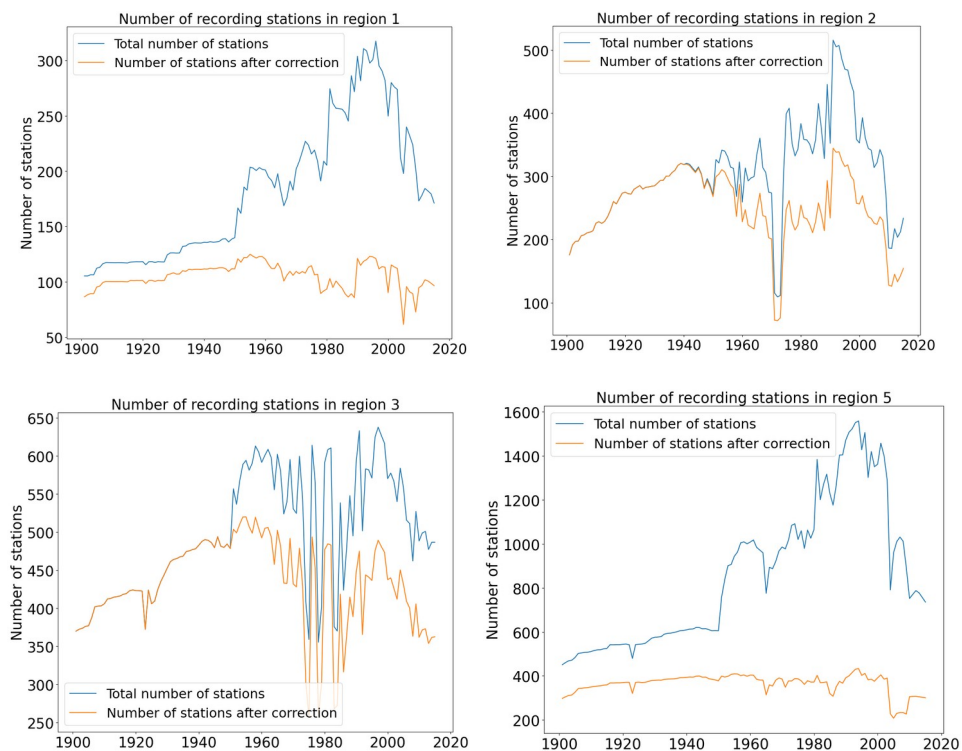 Number of recording stations in region 1
Total number of stations
Number of stations after correction
Number of stations
300
250
200
150
100
50
1900 1920 1940 1960 1980 2000 2020
Number of recording stations in region 2
Total number of stations
Number of stations after correction
Number of stations
500
400
300
200
100
1900 1920 1940 1960 1980 2000 2020
Number of recording stations in region 3
Total number of stations
Number of stations after correction
Number of stations
650
600
550
500
450
400
350
300
250
1900 1920 1940 1960 1980 2000 2020
Number of recording stations in region 5
Total number of stations
Number of stations after correction
Number of stations
1600
1400
1200
1000
800
600
400
200
1900 1920 1940 1960 1980 2000 2020